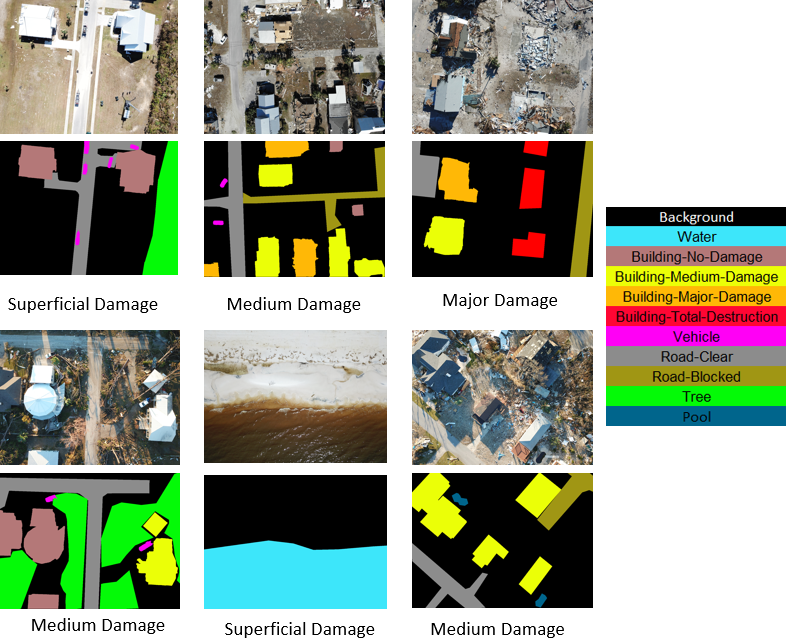 Superficial Damage
Medium Damage
Major Damage
Background
Water
Building-No-Damage
Building-Medium-Damage
Building-Major-Damage
Building-Total-Destruction
Vehicle
Road-Clear
Road-Blocked
Tree
Pool
Medium Damage
Superficial Damage
Medium Damage